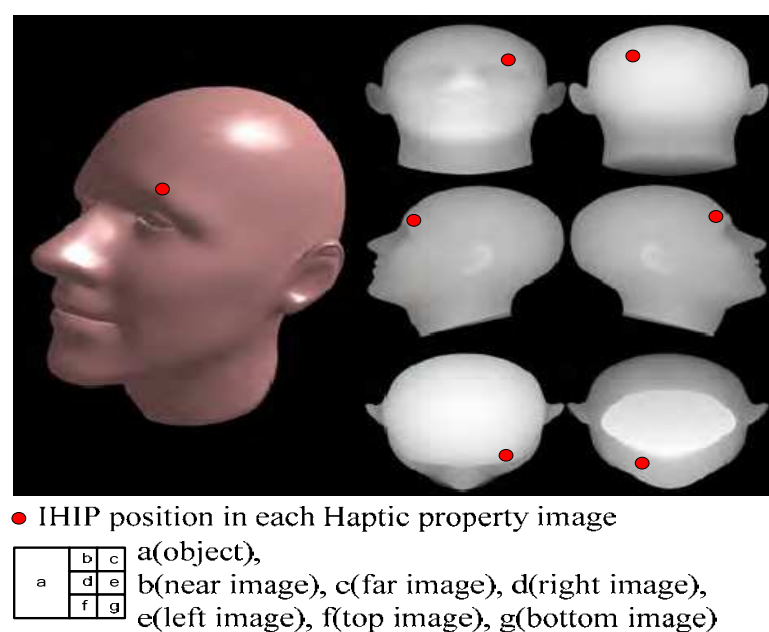 IHIP position in each Haptic property image
a b c d e f g
a(object),
b(near image), c(far image), d(right image),
e(left image), f(top image), g(bottom image)